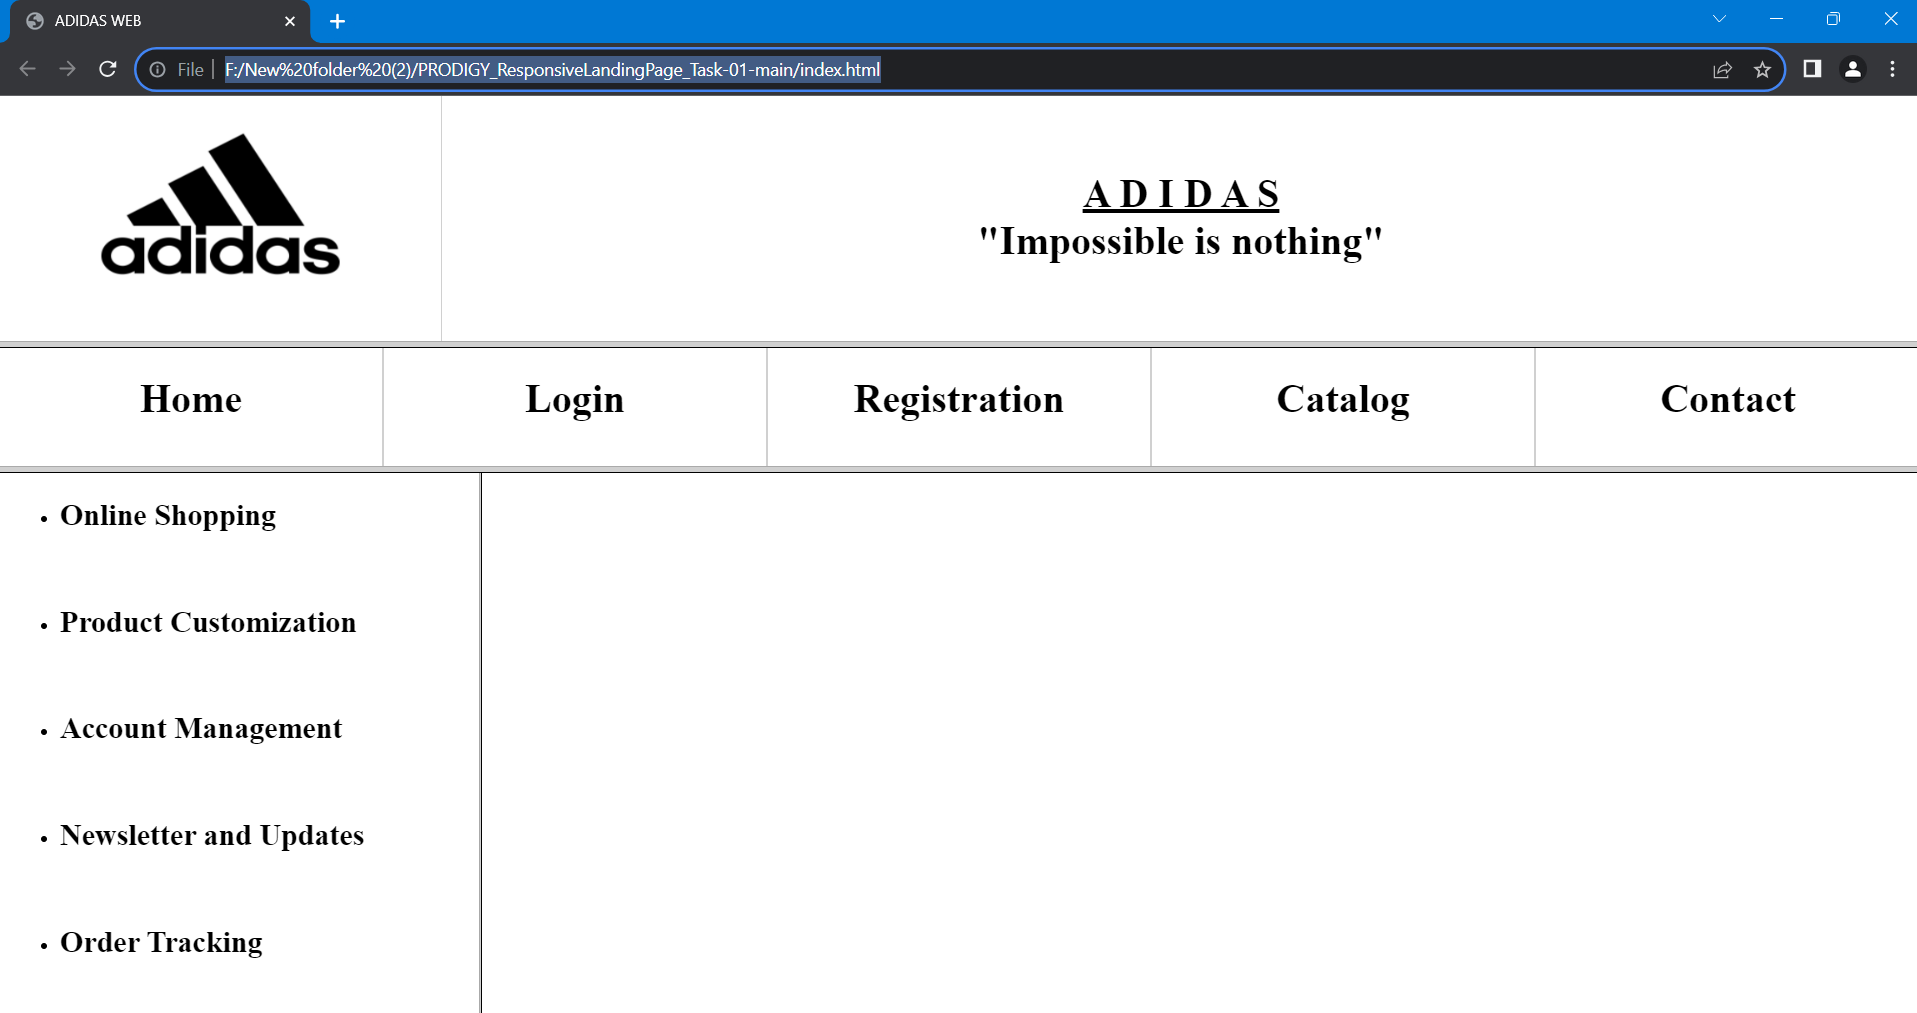 ADIDAS WEB
File | F:/New%20folder%20(2)/PRODIGY_ResponsiveLandingPage_Task-01-main/index.html
adidas
A D I D A S
"Impossible is nothing"
Home Login Registration Catalog Contact
• Online Shopping
• Product Customization
• Account Management
• Newsletter and Updates
• Order Tracking